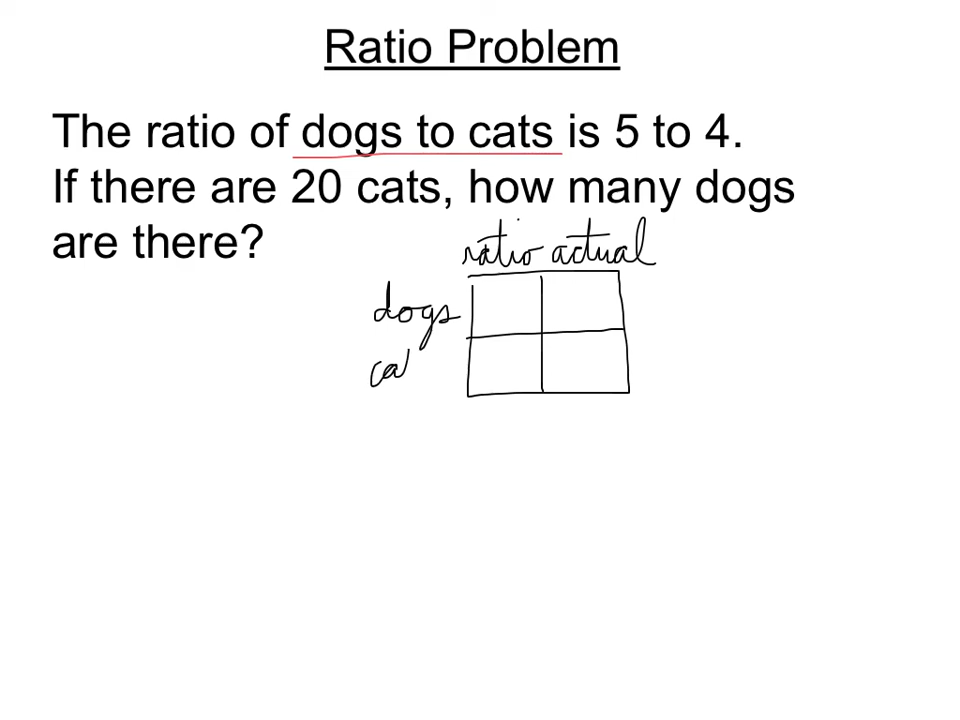 Ratio Problem
The ratio of dogs to cats is 5 to 4.
If there are 20 cats, how many dogs
are there?
ratio actual
dogs
ca